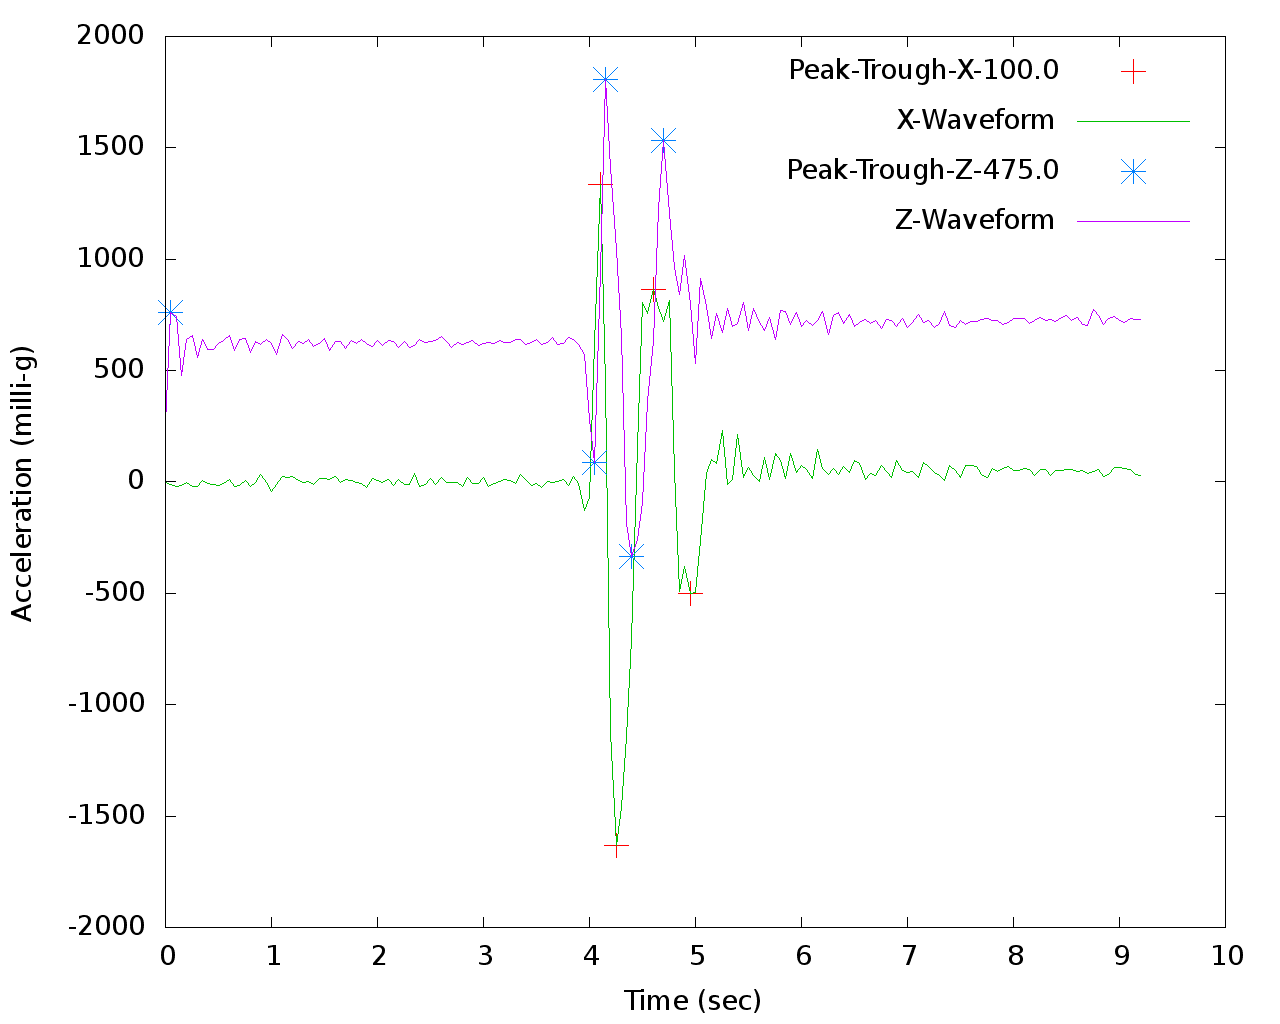 2000
1500
1000
500
0
-500
-1000
-1500
-2000
0 1 2 3 4 5 6 7 8 9 10
Acceleration (milli-g)
Time (sec)
Peak-Trough-X-100.0
X-Waveform
Peak-Trough-Z-475.0
Z-Waveform